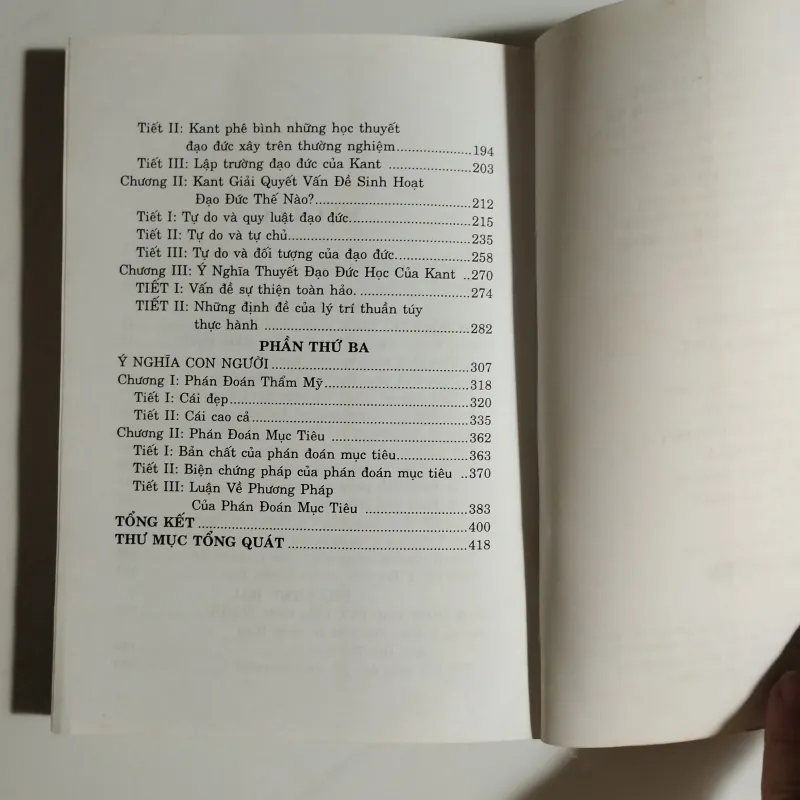 Tiết II: Kant phê bình những học thuyết
đạo đức xây trên thường nghiệm.....................194
Tiết III: Lập trường đạo đức của Kant ......................203
Chương II: Kant Giải Quyết Vấn Đề Sinh Hoạt
Đạo Đức Thế Nào?...........................................212
Tiết I: Tự do và quy luật đạo đức.................................215
Tiết II: Tự do và tự chủ..................................................235
Tiết III: Tự do và đối tượng của đạo đức....................258
Chương III: Ý Nghĩa Thuyết Đạo Đức Học Của Kant ..270
TIẾT I: Vấn đề sự thiện toàn hảo. ...............................274
TIẾT II: Những định đề của lý trí thuần túy
thực hành .........................................................282
PHẦN THỨ BA
Ý NGHĨA CON NGƯỜI.......................................................307
Chương I: Phán Đoán Thẩm Mỹ........................................318
Tiết I: Cái đẹp...................................................................320
Tiết II: Cái cao cả.............................................................335
Chương II: Phán Đoán Mục Tiêu ......................................362
Tiết I: Bản chất của phán đoán mục tiêu...................363
Tiết II: Biện chứng pháp của phán đoán mục tiêu ..370
Tiết III: Luận Về Phương Pháp
Của Phán Đoán Mục Tiêu ............................383
TỔNG KẾT..........................................................................400
THƯ MỤC TỔNG QUÁT...................................................418